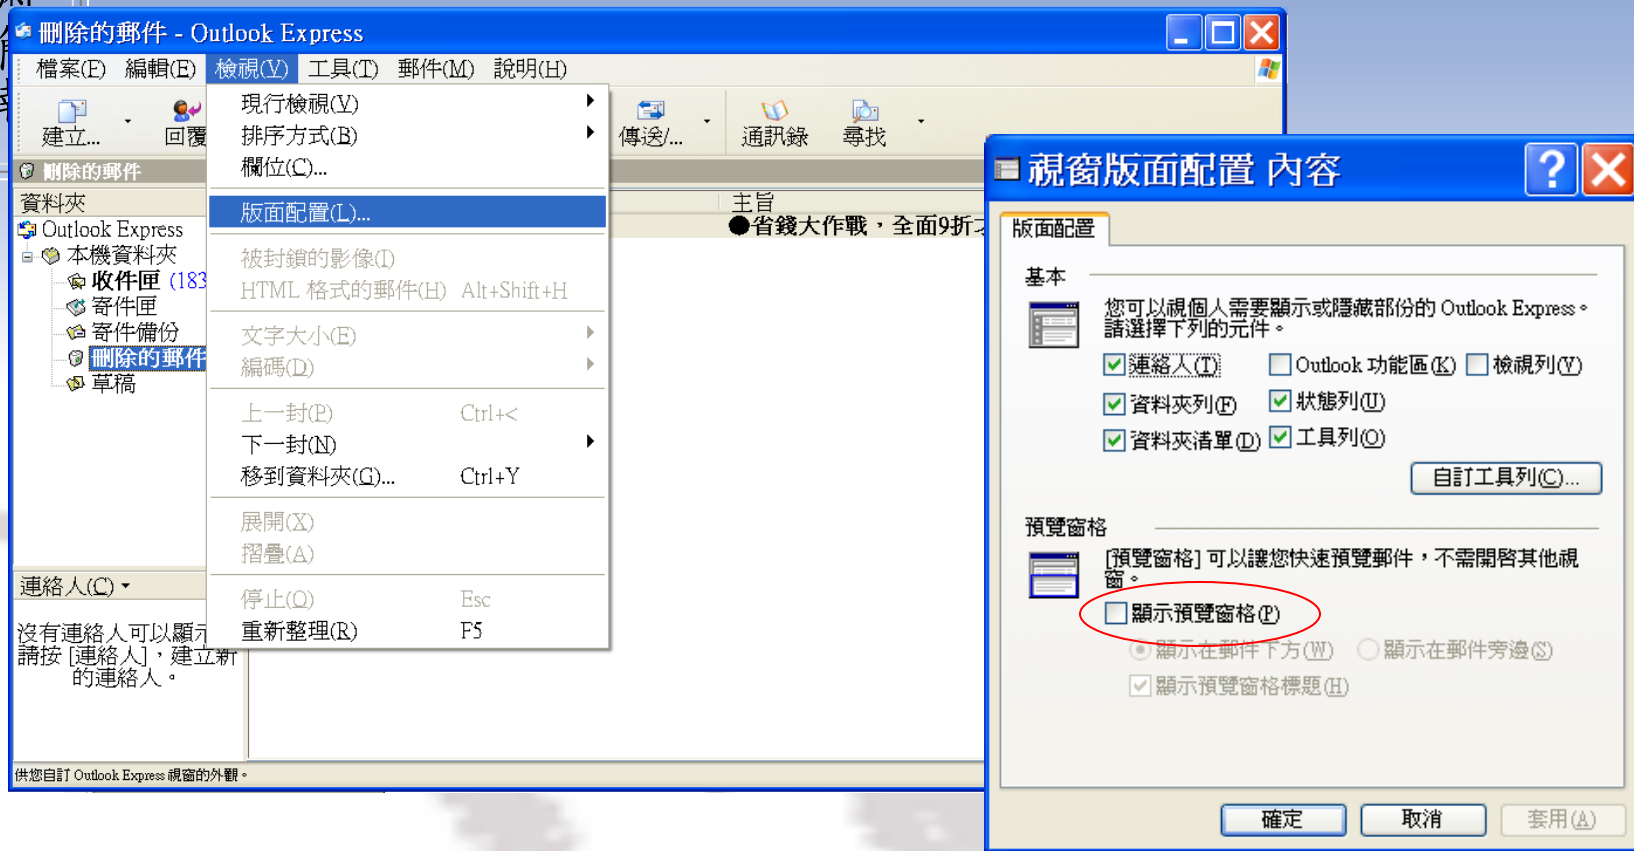 刪除的郵件 - Outlook Express
檔案(F) 編輯(E) 檢視(V) 工具(T) 郵件(M) 說明(H)
建立... 回覆 傳送/... 通訊錄 尋找
現行檢視(V)
排序方式(B)
欄位(C)...
版面配置(L)...
被封鎖的影像(I)
HTML 格式的郵件(H) Alt+Shift+H
文字大小(E)
編碼(D)
上一封(P) Ctrl+<
下一封(N)
移到資料夾(G)... Ctrl+Y
展開(X)
摺疊(A)
停止(O) Esc
重新整理(R) F5
刪除的郵件
資料夾
Outlook Express
本機資料夾
收件匣 (183
寄件匣
寄件備份
刪除的郵件
草稿
主旨
●省錢大作戰，全面9折
連絡人(C)
沒有連絡人可以顯示
請按 [連絡人]，建立新
的連絡人。
供您自訂 Outlook Express 視窗的外觀。
視窗版面配置 內容
版面配置
基本
您可以視個人需要顯示或隱藏部份的 Outlook Express。
請選擇下列的元件。
連絡人(T) Outlook 功能區(K) 檢視列(V)
資料夾列(F) 狀態列(U)
資料夾清單(D) 工具列(O)
自訂工具列(C)...
預覽窗格
[預覽窗格] 可以讓您快速預覽郵件，不需開啓其他視
窗。
顯示預覽窗格(P)
顯示在郵件下方(W) 顯示在郵件旁邊(S)
顯示預覽窗格標題(H)
確定 取消 套用(A)